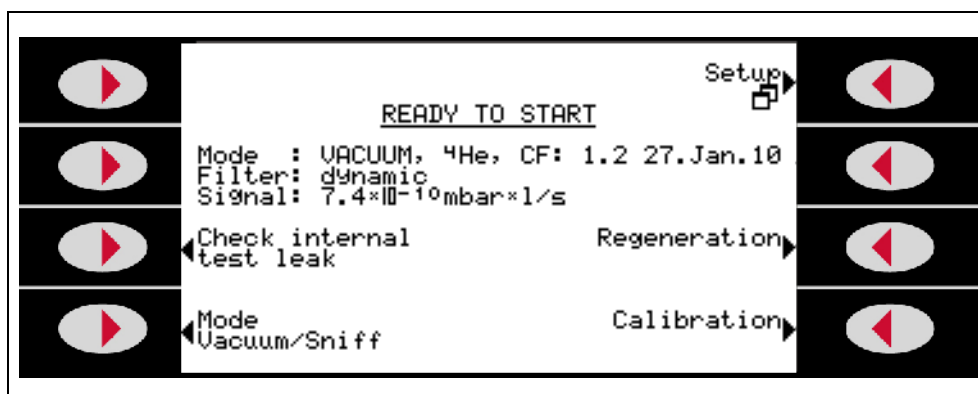 Setup
READY TO START
Mode : VACUUM, ⁴He, CF: 1.2 27.Jan.10
Filter: dynamic
Signal: 7.4×10⁻¹⁰mbar×l/s
Check internal
test leak
Regeneration
Mode
Vacuum/Sniff
Calibration